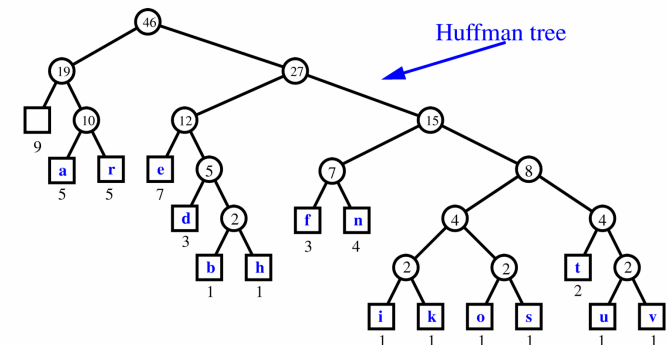 46
Huffman tree
19 27
9 10 12 15
a r e 5 7 8
5 5 7 d 2 f n 4 4
3 3 4
b h 2 2 t 2
1 1 2
i k o s u v
1 1 1 1 1 1